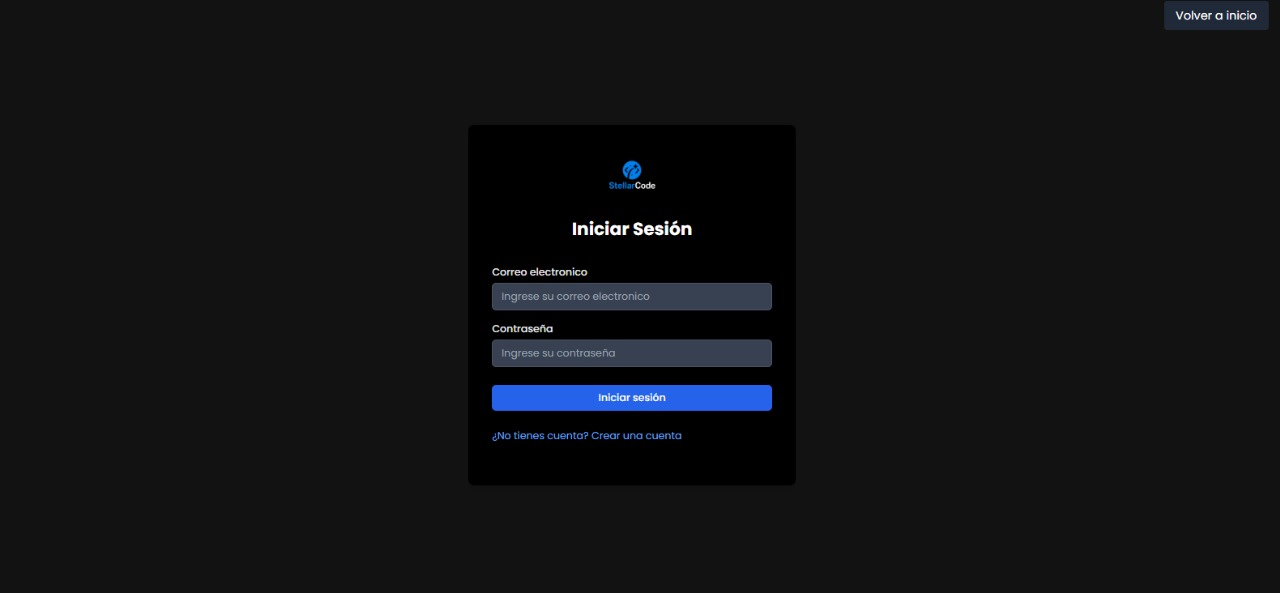 Volver a inicio
StellarCode
Iniciar Sesión
Correo electronico
Ingrese su correo electronico
Contraseña
Ingrese su contraseña
Iniciar sesión
¿No tienes cuenta? Crear una cuenta